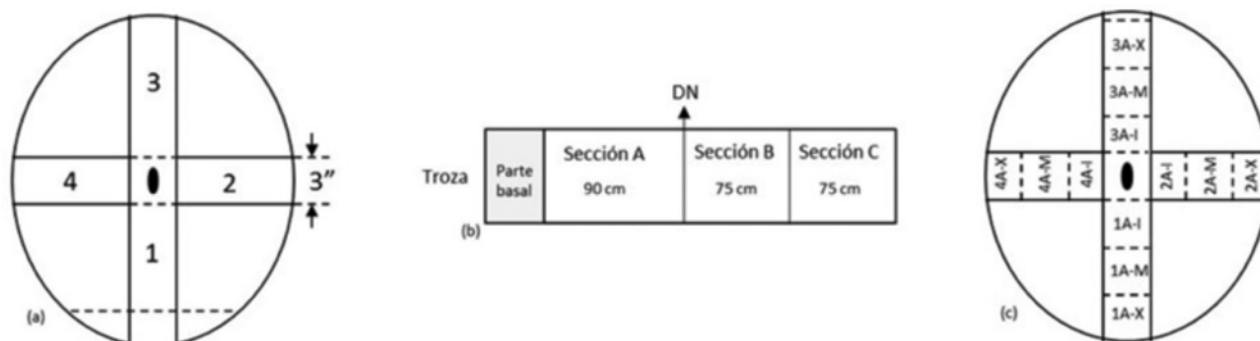 3
4
2
3”
1
(a)
DN
Troza
Parte
basal
Sección A
90 cm
Sección B
75 cm
Sección C
75 cm
(b)
3A-X
3A-M
3A-I
4A-X
4A-M
4A-I
2A-I
2A-M
2A-X
1A-I
1A-M
1A-X
(c)